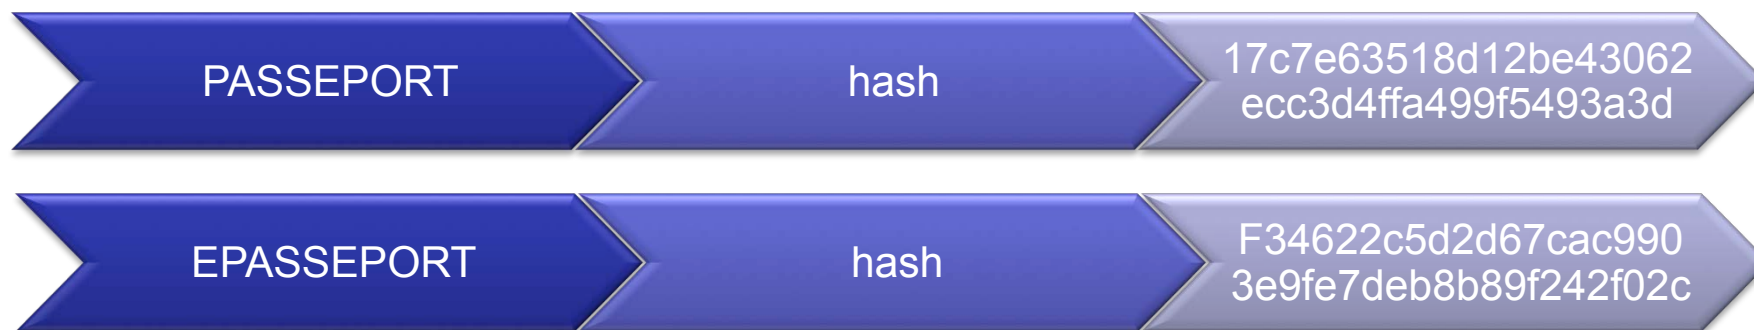 PASSEPORT
hash
17c7e63518d12be43062
ecc3d4ffa499f5493a3d
EPASSEPORT
hash
F34622c5d2d67cac990
3e9fe7deb8b89f242f02c